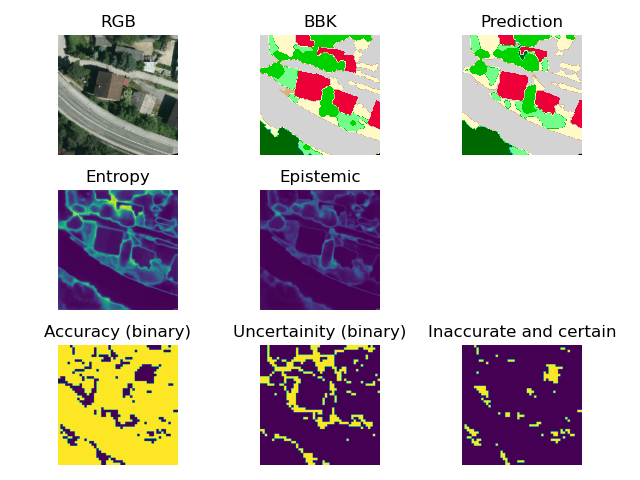 RGB
BBK
Prediction
Entropy
Epistemic
Accuracy (binary)
Uncertainity (binary)
Inaccurate and certain